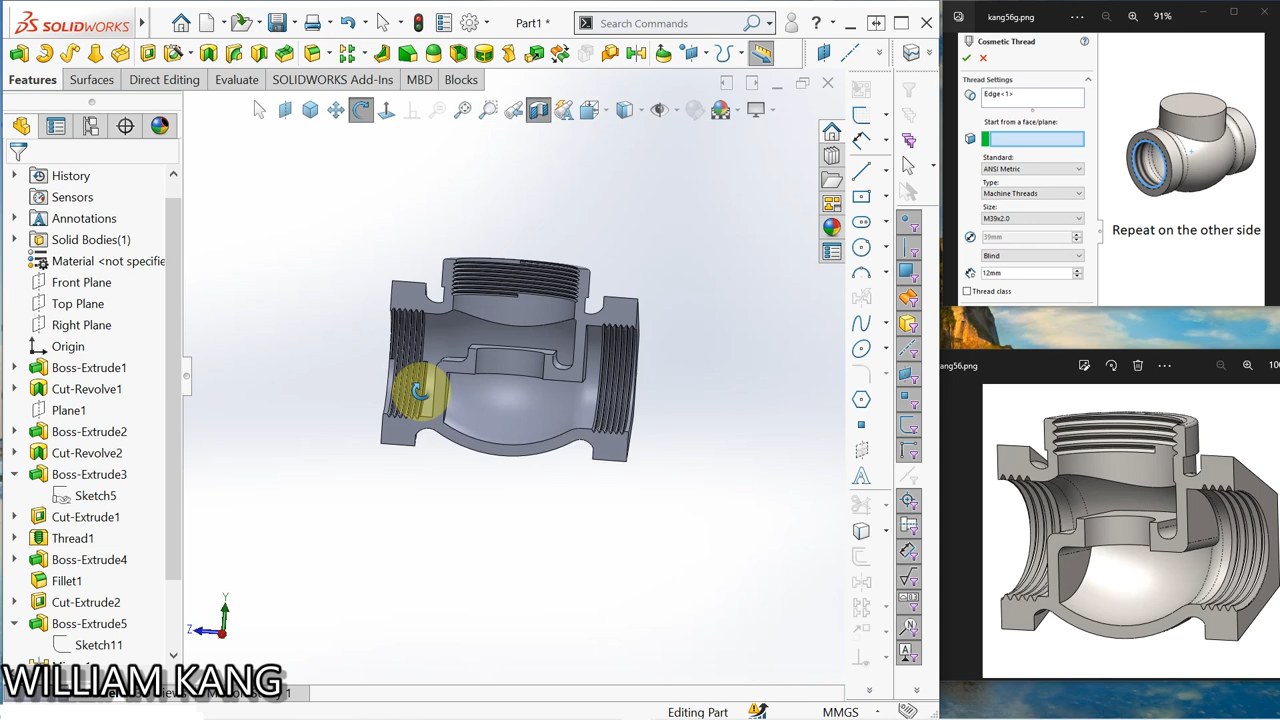 SOLIDWORKS
Part1 *
Search Commands
Features
Surfaces
Direct Editing
Evaluate
SOLIDWORKS Add-Ins
MBD
Blocks
History
Sensors
Annotations
Solid Bodies(1)
Material <not specifie
Front Plane
Top Plane
Right Plane
Origin
Boss-Extrude1
Cut-Revolve1
Plane1
Boss-Extrude2
Cut-Revolve2
Boss-Extrude3
Sketch5
Cut-Extrude1
Thread1
Boss-Extrude4
Fillet1
Cut-Extrude2
Boss-Extrude5
Sketch11
WILLIAM KANG
Y
Z
Editing Part
MMGS
kang56g.png
91%
Cosmetic Thread
Thread Settings
Edge<1>
Start from a face/plane:
Standard:
ANSI Metric
Type:
Machine Threads
Size:
M39x2.0
39mm
Blind
12mm
Thread class
Repeat on the other side
ang56.png
100